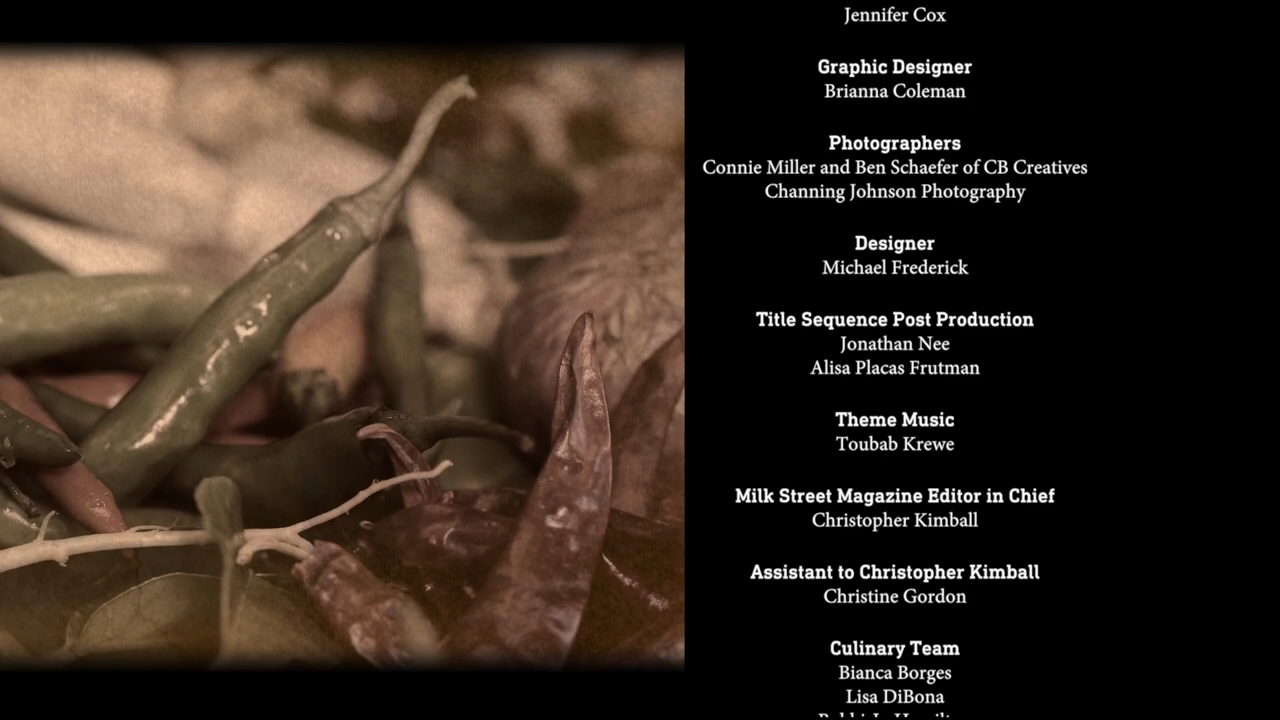 Jennifer Cox
Graphic Designer
Brianna Coleman
Photographers
Connie Miller and Ben Schaefer of CB Creatives
Channing Johnson Photography
Designer
Michael Frederick
Title Sequence Post Production
Jonathan Nee
Alisa Placas Frutman
Theme Music
Toubab Krewe
Milk Street Magazine Editor in Chief
Christopher Kimball
Assistant to Christopher Kimball
Christine Gordon
Culinary Team
Bianca Borges
Lisa DiBona